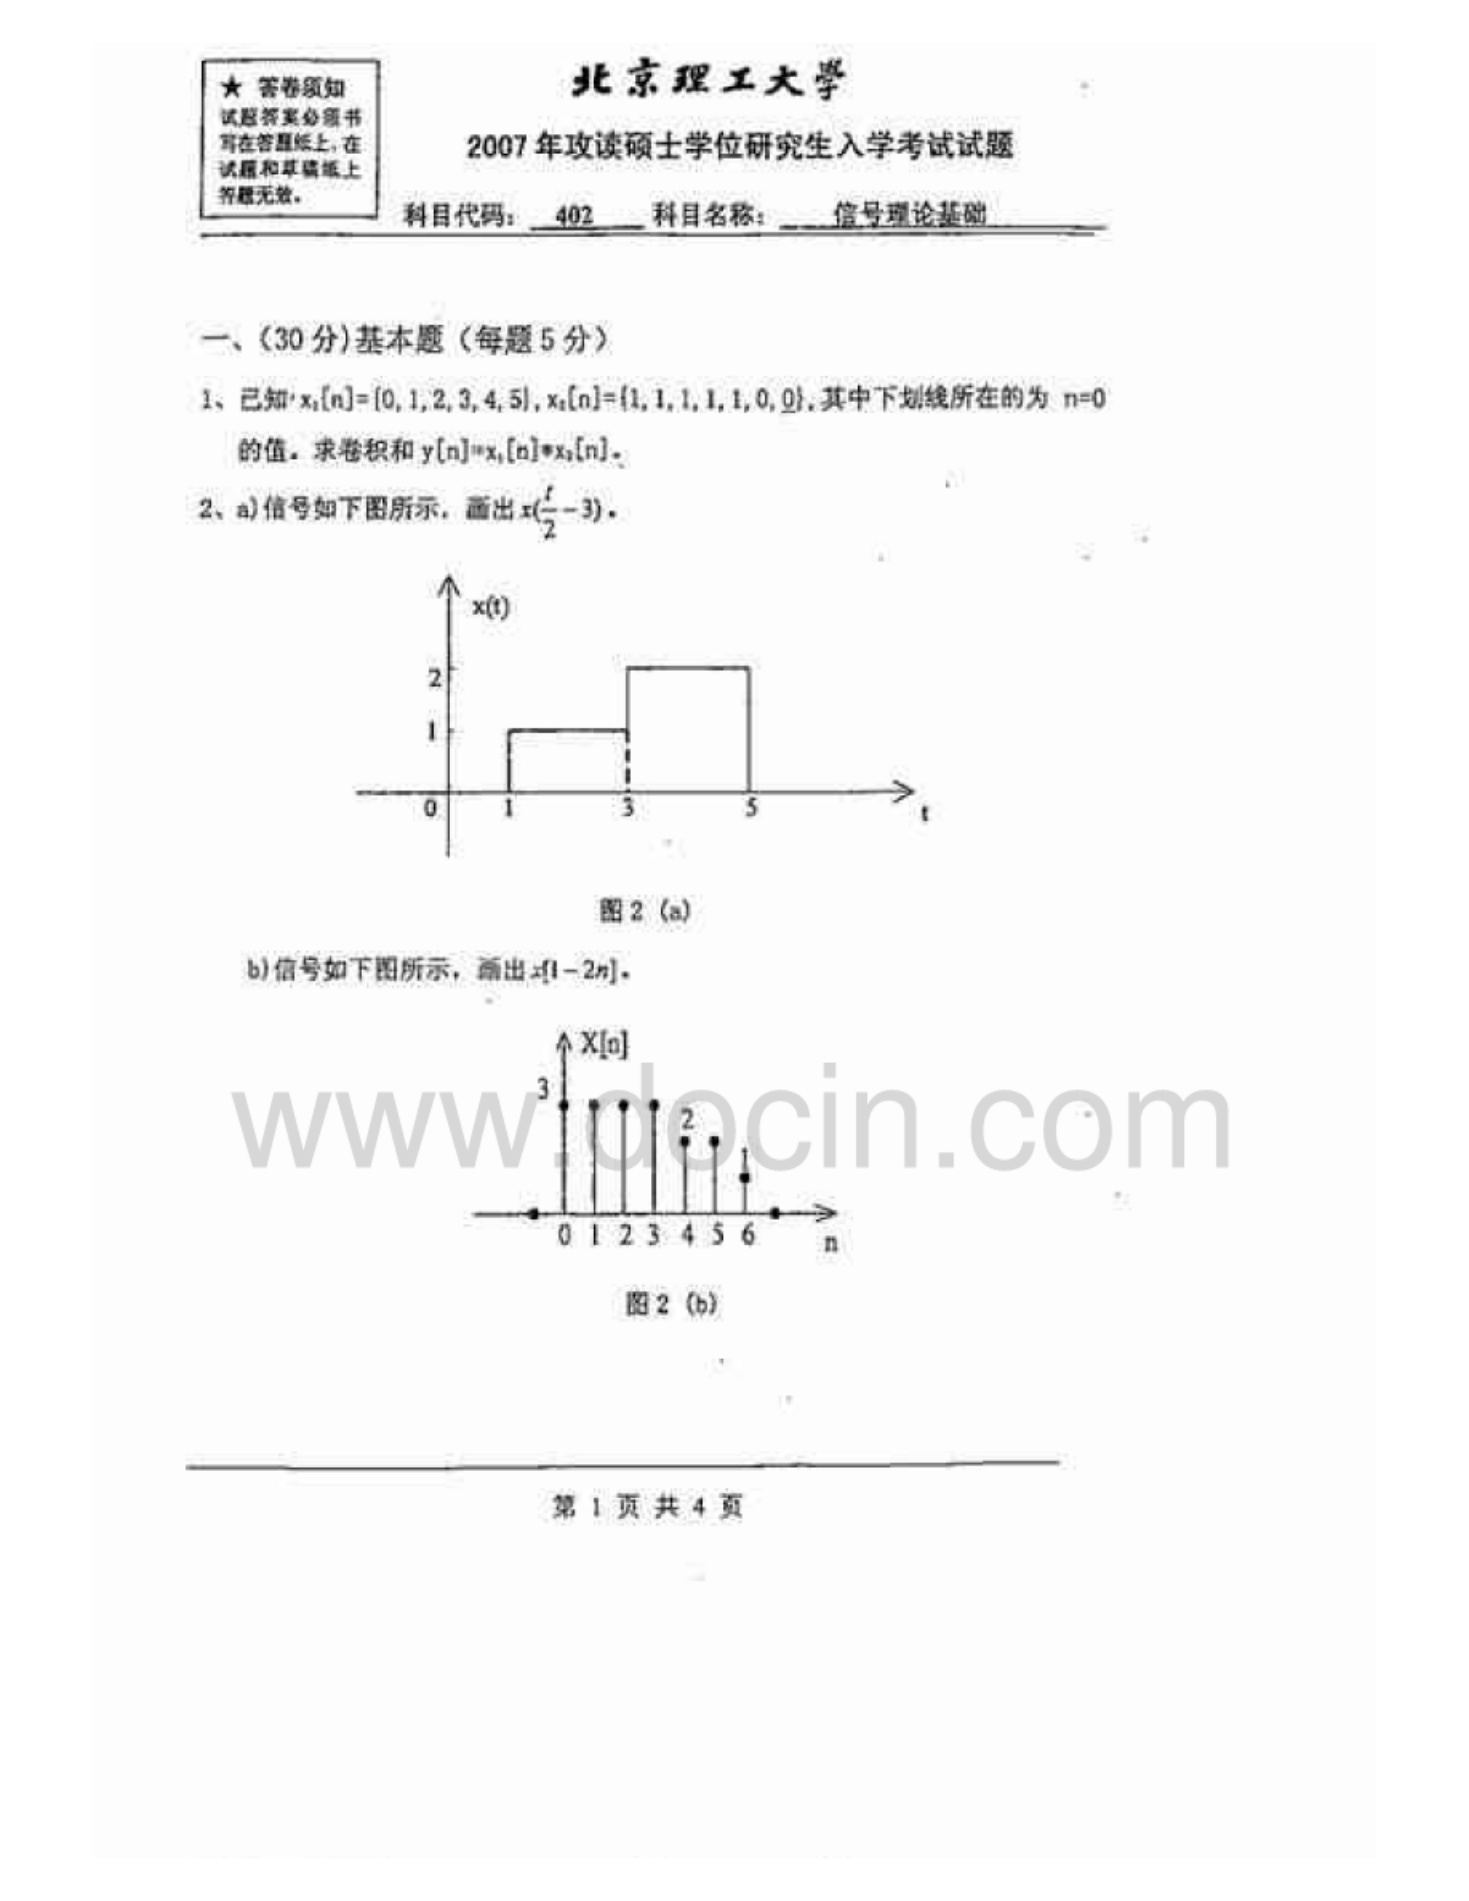 ★ 答卷须知
试题答案必须书
写在答题纸上,在
试题和草稿纸上
答题无效。
北京理工大学
2007年攻读硕士学位研究生入学考试试题
科目代码: 402 科目名称: 信号理论基础
一、(30分)基本题(每题5分)
1、已知 x₁[n]={0,1,2,3,4,5},x₂[n]={1,1,1,1,1,0,0},其中下划线所在的为 n=0
的值。求卷积和 y[n]=x₁[n]*x₂[n]。
2、a)信号如下图所示,画出 x(t/2-3)。
x(t)
2
1
0 1 3 5 t
图2 (a)
b)信号如下图所示,画出 x[1-2n]。
X[n]
3
2
1
0 1 2 3 4 5 6 n
图2 (b)
www.docin.com
第 1 页 共 4 页